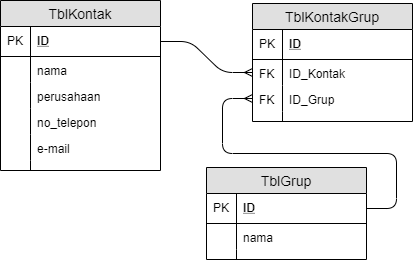 TblKontak
PK ID
nama
perusahaan
no_telepon
e-mail
TblKontakGrup
PK ID
FK ID_Kontak
FK ID_Grup
TblGrup
PK ID
nama